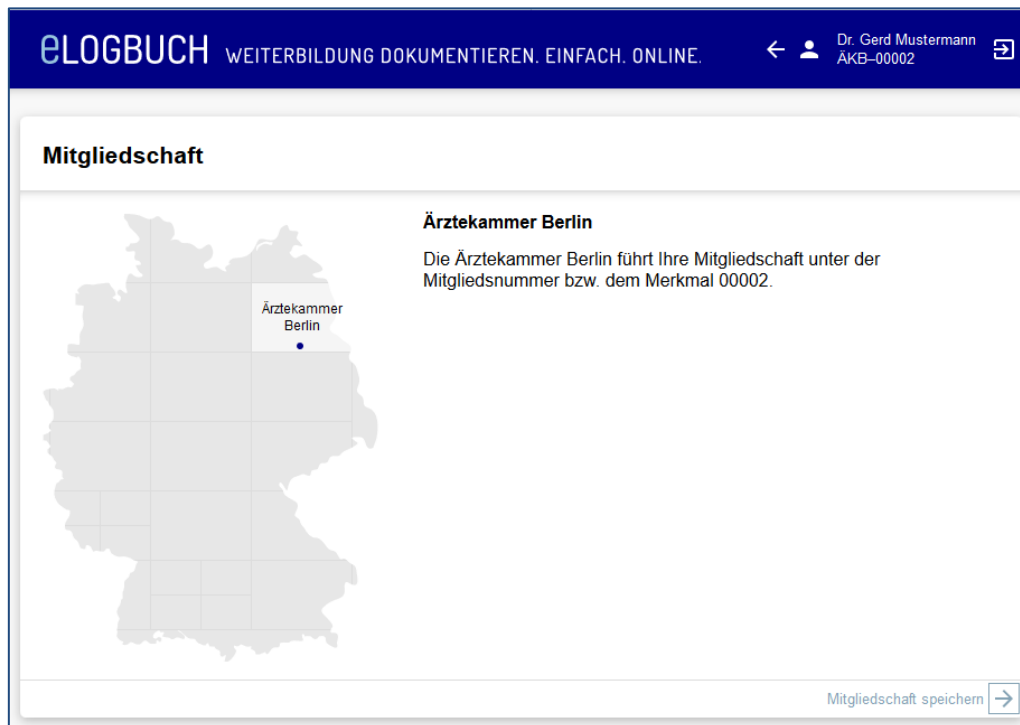 eLOGBUCH WEITERBILDUNG DOKUMENTIEREN. EINFACH. ONLINE.
Dr. Gerd Mustermann
ÄKB–00002
Mitgliedschaft
Ärztekammer
Berlin
Ärztekammer Berlin
Die Ärztekammer Berlin führt Ihre Mitgliedschaft unter der
Mitgliedsnummer bzw. dem Merkmal 00002.
Mitgliedschaft speichern